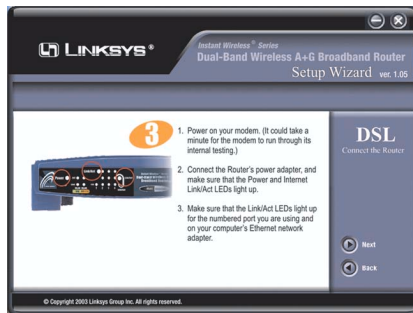 LINKSYS®
Instant Wireless® Series
Dual-Band Wireless A+G Broadband Router
Setup Wizard ver. 1.05
3
1. Power on your modem. (It could take a
minute for the modem to run through its
internal testing.)
2. Connect the Router's power adapter, and
make sure that the Power and Internet
Link/Act LEDs light up.
3. Make sure that the Link/Act LEDs light up
for the numbered port you are using and
on your computer's Ethernet network
adapter.
DSL
Connect the Router
Power
Link/Act
Next
Back
© Copyright 2003 Linksys Group Inc. All rights reserved.